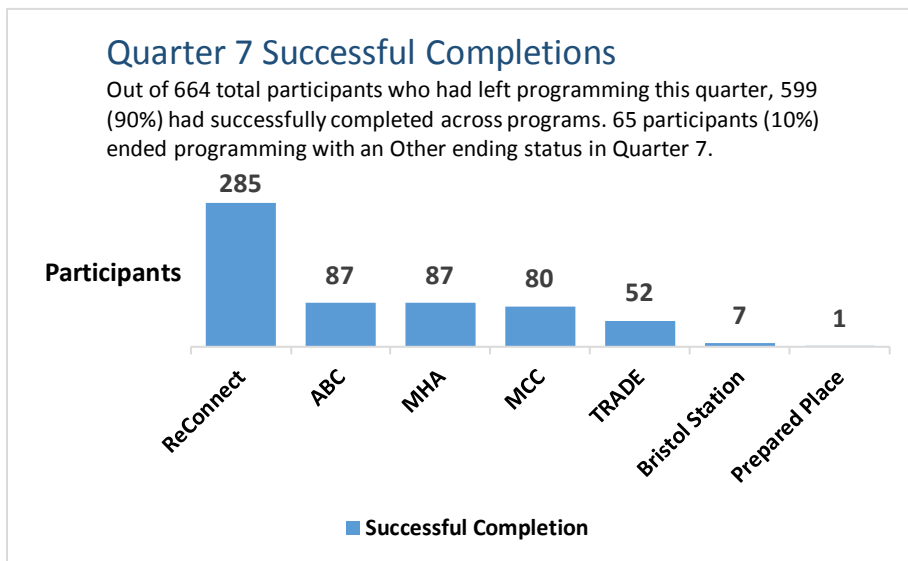 Quarter 7 Successful Completions
Out of 664 total participants who had left programming this quarter, 599
(90%) had successfully completed across programs. 65 participants (10%)
ended programming with an Other ending status in Quarter 7.
285
87
87
80
52
7
1
Participants
ReConnect
ABC
MHA
MCC
TRADE
Bristol Station
Prepared Place
Successful Completion